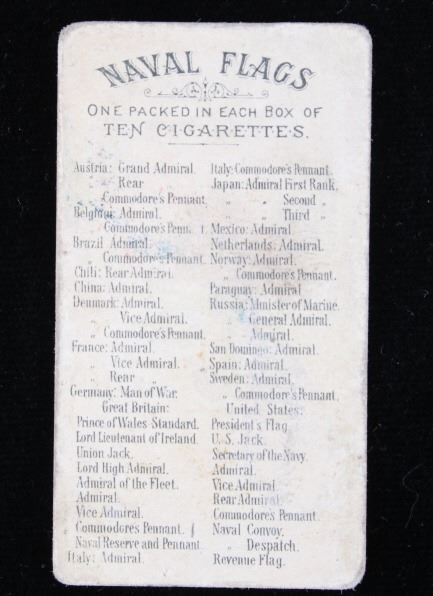 NAVAL FLAGS
ONE PACKED IN EACH BOX OF
TEN CIGARETTES.
Austria: Grand Admiral.
„ Rear „
„ Commodore's Pennant.
Belgium: Admiral.
„ Commodore's Pennant.
Brazil Admiral.
„ Commodore's Pennant.
Chili: Rear Admiral.
China: Admiral.
Denmark: Admiral.
„ Vice Admiral.
„ Commodore's Pennant.
France: Admiral.
„ Vice Admiral.
„ Rear „
Germany: Man of War.
Great Britain:
Prince of Wales Standard.
Lord Lieutenant of Ireland.
Union Jack.
Lord High Admiral.
Admiral of the Fleet.
Admiral.
Vice Admiral.
Commodores Pennant.
Naval Reserve and Pennant
Italy: Admiral.
Italy: Commodore's Pennant.
Japan: Admiral First Rank.
„ „ Second „
„ „ Third „
Mexico: Admiral.
Netherlands: Admiral.
Norway: Admiral.
„ Commodore's Pennant.
Paraguay: Admiral
Russia: Minister of Marine.
„ General Admiral.
„ Admiral.
San Domingo: Admiral.
Spain: Admiral.
Sweden: Admiral.
„ Commodore's Pennant.
United States:
President's Flag.
U. S. Jack.
Secretary of the Navy.
Admiral.
Vice Admiral.
Rear Admiral
Commodore's Pennant.
Naval Convoy.
„ Despatch.
Revenue Flag.